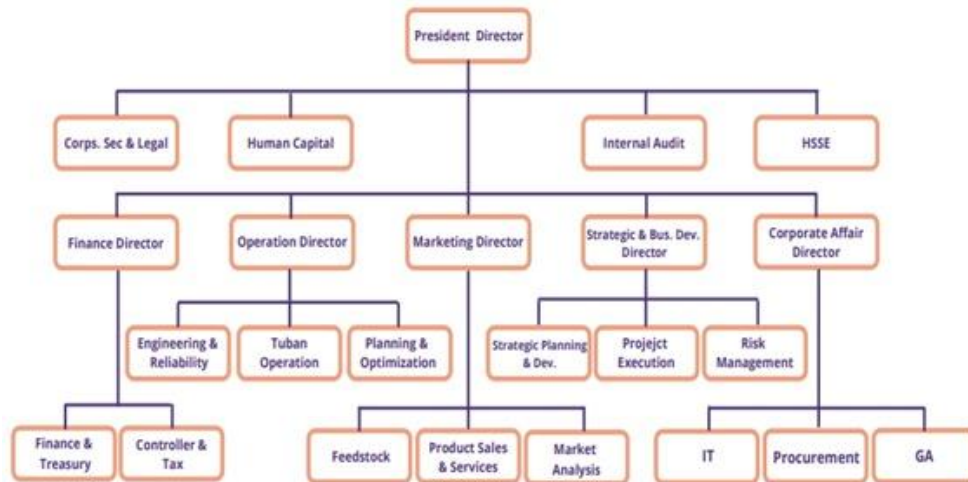 President Director
Corps. Sec & Legal
Human Capital
Internal Audit
HSSE
Finance Director
Operation Director
Marketing Director
Strategic & Bus. Dev.
Director
Corporate Affair
Director
Engineering &
Reliability
Tuban
Operation
Planning &
Optimization
Strategic Planning
& Dev.
Projejct
Execution
Risk
Management
Finance &
Treasury
Controller &
Tax
Feedstock
Product Sales
& Services
Market
Analysis
IT
Procurement
GA